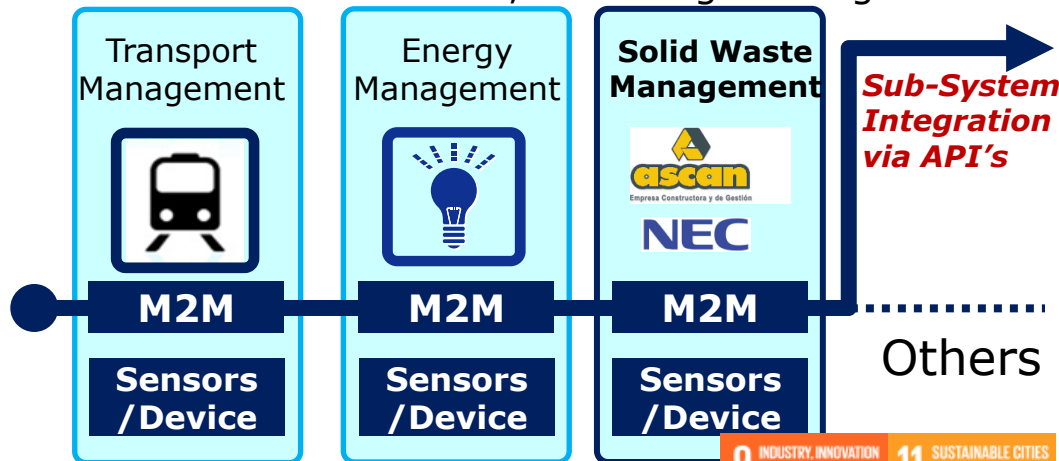 Transport
Management
Energy
Management
Solid Waste
Management
ascan
Empresa Constructora y de Gestión
NEC
Sub-System
Integration
via API's
M2M
M2M
M2M
Others
Sensors
/Device
Sensors
/Device
Sensors
/Device
INDUSTRY, INNOVATION
11 SUSTAINABLE CITIES